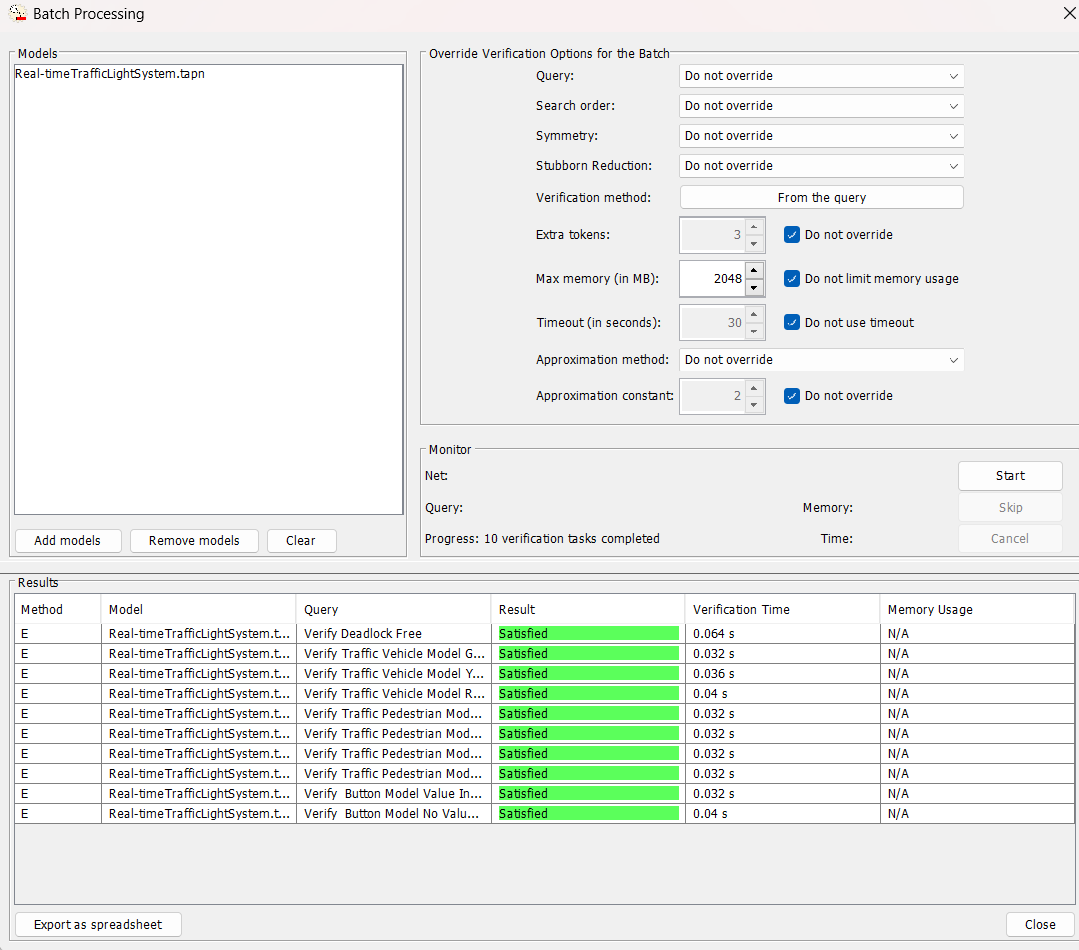 Batch Processing
Models
Real-timeTrafficLightSystem.tapn
Add models
Remove models
Clear
Override Verification Options for the Batch
Query: Do not override
Search order: Do not override
Symmetry: Do not override
Stubborn Reduction: Do not override
Verification method: From the query
Extra tokens: 3 Do not override
Max memory (in MB): 2048 Do not limit memory usage
Timeout (in seconds): 30 Do not use timeout
Approximation method: Do not override
Approximation constant: 2 Do not override
Monitor
Net: Start
Query: Memory: Skip
Progress: 10 verification tasks completed Time: Cancel
Results
Method Model Query Result Verification Time Memory Usage
E Real-timeTrafficLightSystem.t... Verify Deadlock Free Satisfied 0.064 s N/A
E Real-timeTrafficLightSystem.t... Verify Traffic Vehicle Model G... Satisfied 0.032 s N/A
E Real-timeTrafficLightSystem.t... Verify Traffic Vehicle Model Y... Satisfied 0.036 s N/A
E Real-timeTrafficLightSystem.t... Verify Traffic Vehicle Model R... Satisfied 0.04 s N/A
E Real-timeTrafficLightSystem.t... Verify Traffic Pedestrian Mod... Satisfied 0.032 s N/A
E Real-timeTrafficLightSystem.t... Verify Traffic Pedestrian Mod... Satisfied 0.032 s N/A
E Real-timeTrafficLightSystem.t... Verify Traffic Pedestrian Mod... Satisfied 0.032 s N/A
E Real-timeTrafficLightSystem.t... Verify Traffic Pedestrian Mod... Satisfied 0.032 s N/A
E Real-timeTrafficLightSystem.t... Verify  Button Model Value In... Satisfied 0.032 s N/A
E Real-timeTrafficLightSystem.t... Verify  Button Model No Valu... Satisfied 0.04 s N/A
Export as spreadsheet
Close